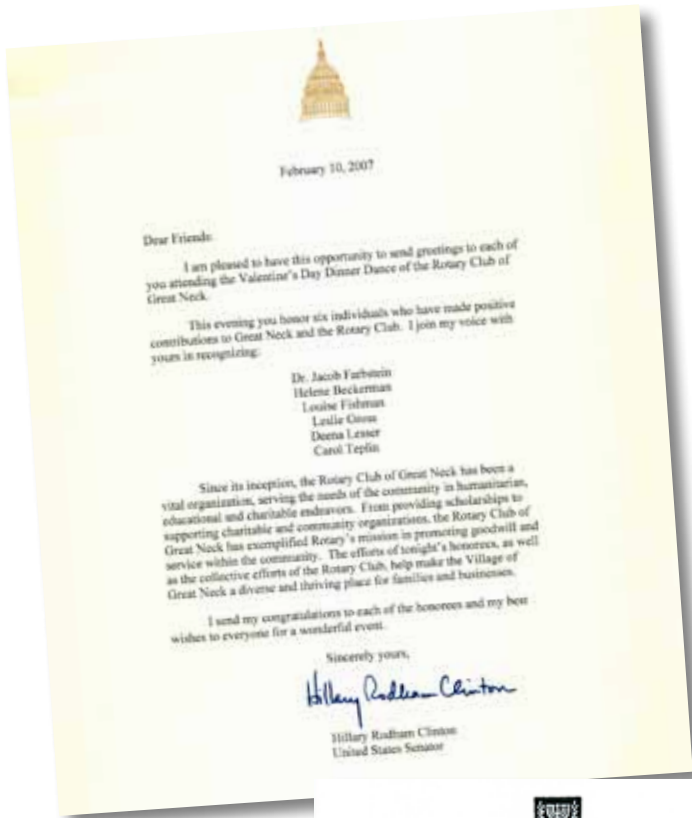 February 10, 2007
Dear Friends:
I am pleased to have this opportunity to send greetings to each of
you attending the Valentine's Day Dinner Dance of the Rotary Club of
Great Neck.
This evening you honor six individuals who have made positive
contributions to Great Neck and the Rotary Club. I join my voice with
yours in recognizing:
Dr. Jacob
Helene Beckerman
Louise Fishman
Leslie
Deena Lesser
Carol Teplin
Since its inception, the Rotary Club of Great Neck has been a
vital organization, serving the needs of the community in humanitarian,
educational and charitable endeavors. From providing scholarships to
supporting charitable and community organizations, the Rotary Club of
Great Neck has exemplified Rotary's mission in promoting goodwill and
service within the community. The efforts of tonight's honorees, as well
as the collective efforts of the Rotary Club, help make the Village of
Great Neck a diverse and thriving place for families and businesses.
I send my congratulations to each of the honorees and my best
wishes to everyone for a wonderful event.
Sincerely yours,
Hillary Rodham Clinton
Hillary Rodham Clinton
United States Senator